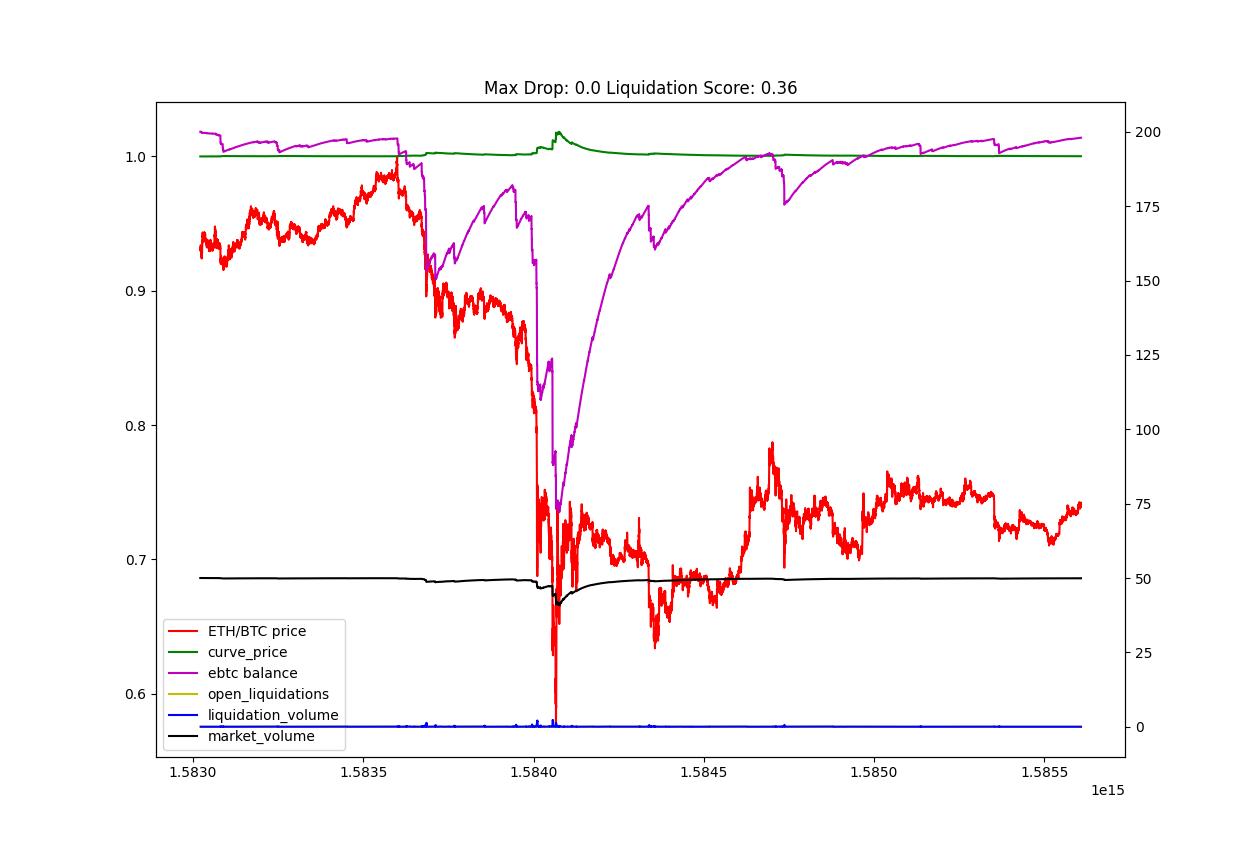 Max Drop: 0.0 Liquidation Score: 0.36
1.0
0.9
0.8
0.7
0.6
200
175
150
125
100
75
50
25
0
ETH/BTC price
curve_price
ebtc balance
open_liquidations
liquidation_volume
market_volume
1.5830 1.5835 1.5840 1.5845 1.5850 1.5855
1e15